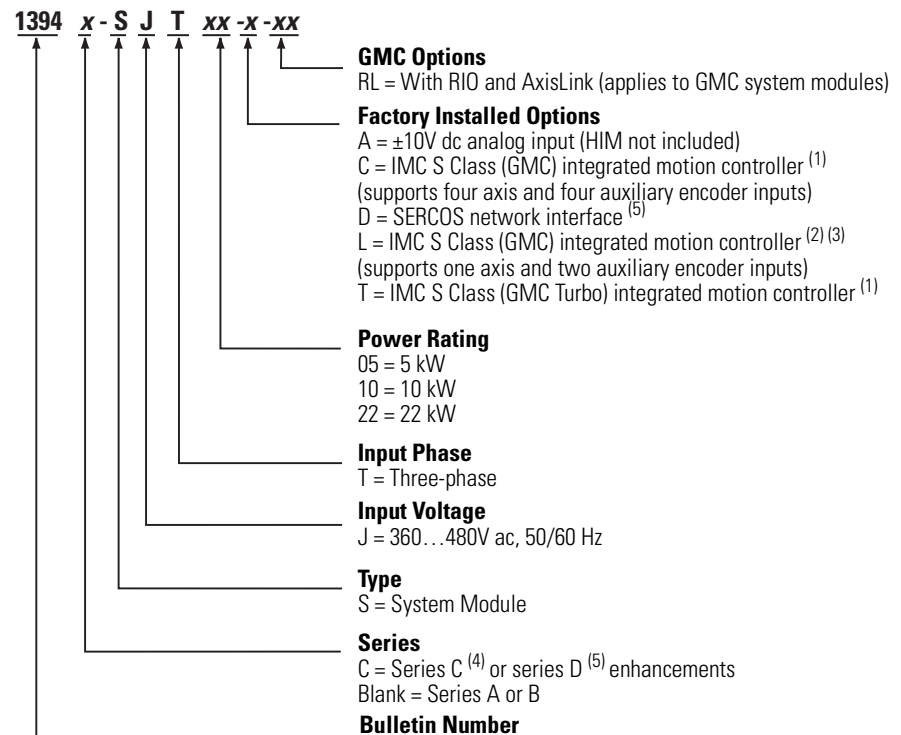 1394 x - S J T xx -x -xx
GMC Options
RL = With RIO and AxisLink (applies to GMC system modules)
Factory Installed Options
A = ±10V dc analog input (HIM not included)
C = IMC S Class (GMC) integrated motion controller (1)
(supports four axis and four auxiliary encoder inputs)
D = SERCOS network interface (5)
L = IMC S Class (GMC) integrated motion controller (2) (3)
(supports one axis and two auxiliary encoder inputs)
T = IMC S Class (GMC Turbo) integrated motion controller (1)
Power Rating
05 = 5 kW
10 = 10 kW
22 = 22 kW
Input Phase
T = Three-phase
Input Voltage
J = 360...480V ac, 50/60 Hz
Type
S = System Module
Series
C = Series C (4) or series D (5) enhancements
Blank = Series A or B
Bulletin Number